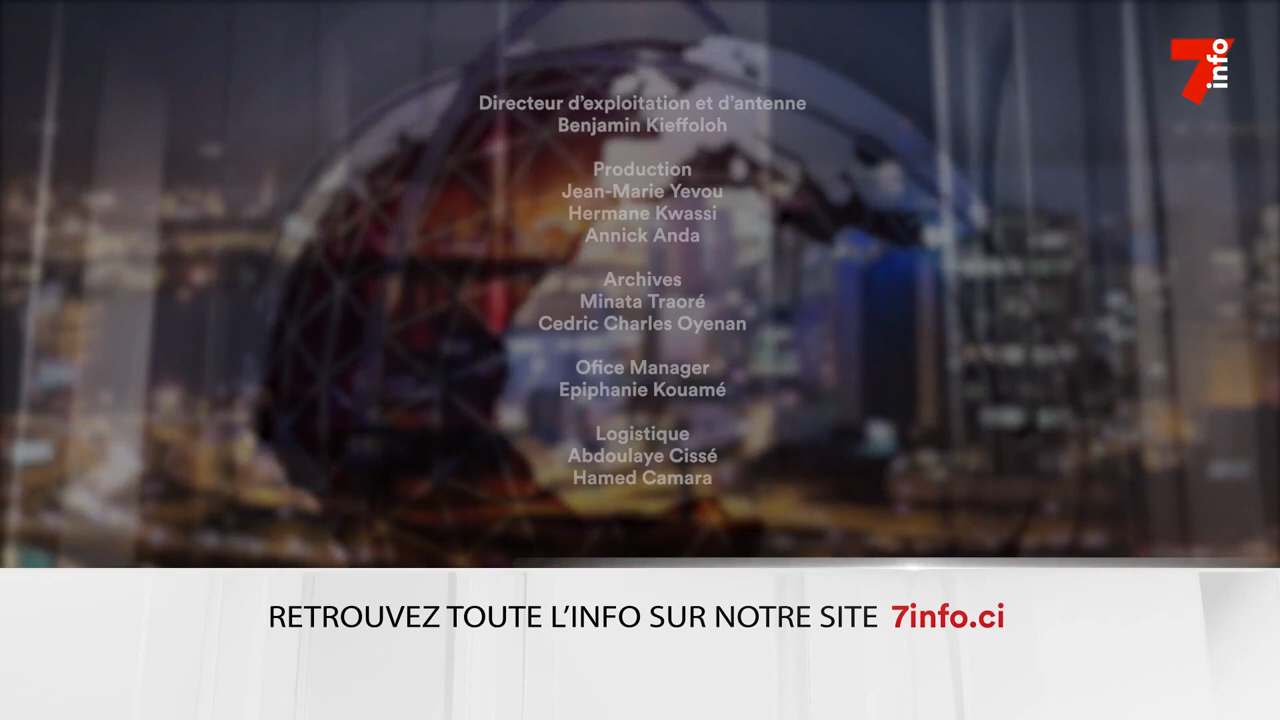 7info
Directeur d'exploitation et d'antenne
Benjamin Kieffoloh
Production
Jean-Marie Yevou
Hermane Kwassi
Annick Anda
Archives
Minata Traoré
Cedric Charles Oyenan
Ofice Manager
Epiphanie Kouamé
Logistique
Abdoulaye Cissé
Hamed Camara
RETROUVEZ TOUTE L'INFO SUR NOTRE SITE 7info.ci